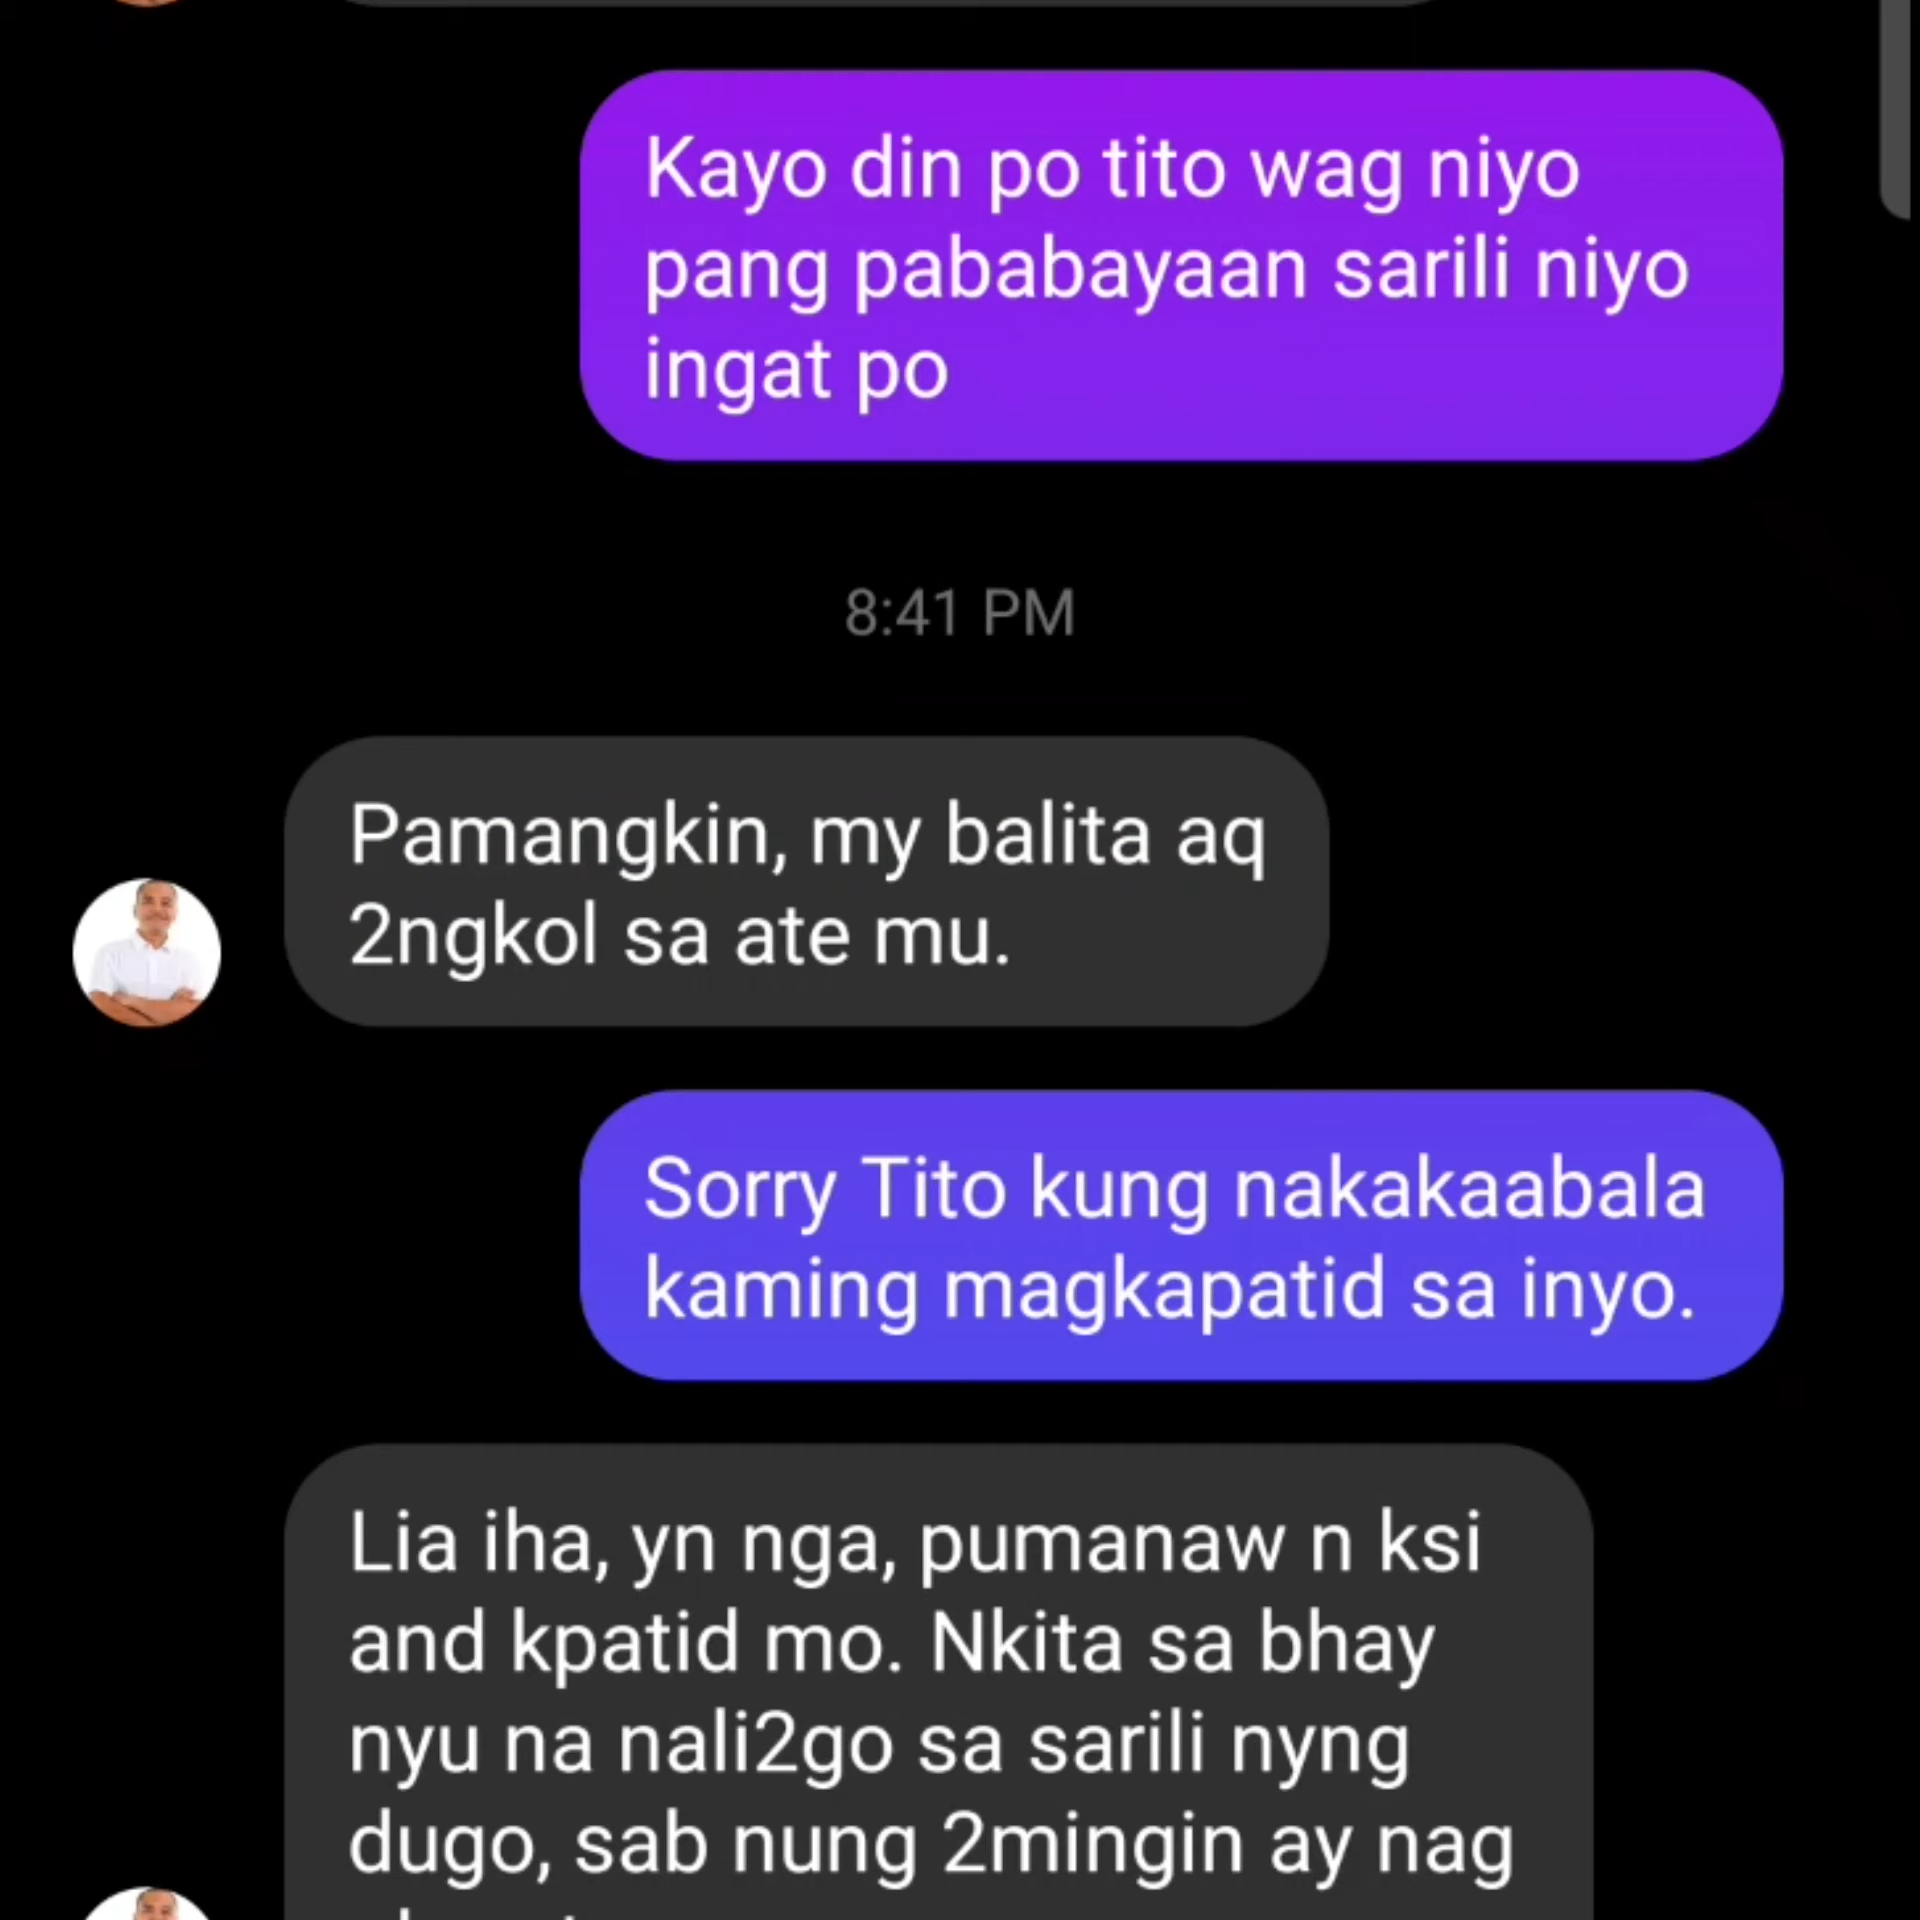 Kayo din po tito wag niyo
pang pababayaan sarili niyo
ingat po
8:41 PM
Pamangkin, my balita aq
2ngkol sa ate mu.
Sorry Tito kung nakakaabala
kaming magkapatid sa inyo.
Lia iha, yn nga, pumanaw n ksi
and kpatid mo. Nkita sa bhay
nyu na nali2go sa sarili nyng
dugo, sab nung 2mingin ay nag